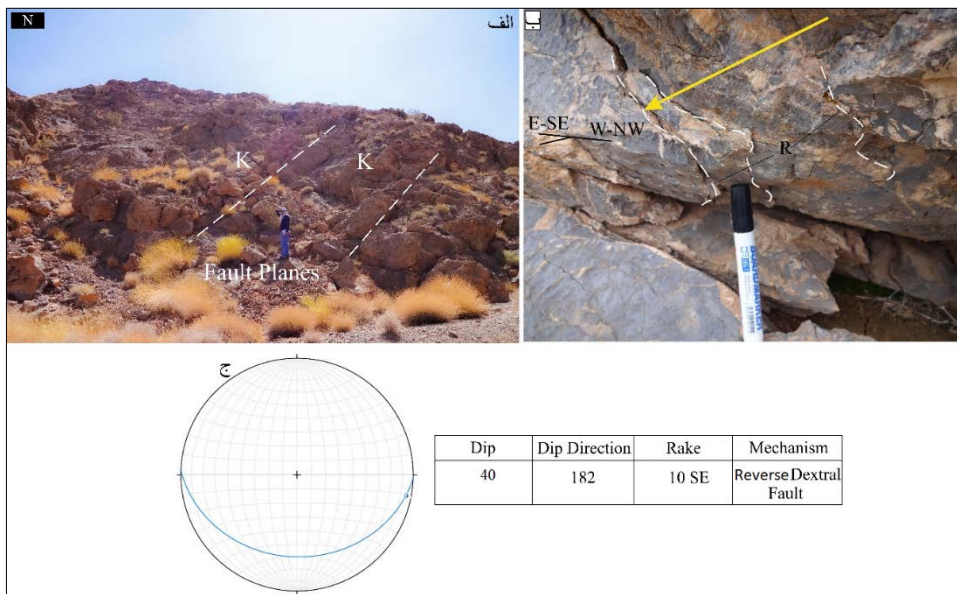 N
الف
K
K
Fault Planes
ب
E-SE
W-NW
R
ج
Dip
Dip Direction
Rake
Mechanism
40
182
10 SE
Reverse Dextral
Fault